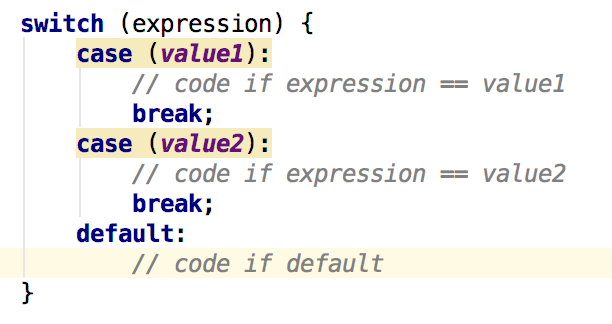 switch (expression) {
    case (value1):
        // code if expression == value1
        break;
    case (value2):
        // code if expression == value2
        break;
    default:
        // code if default
}